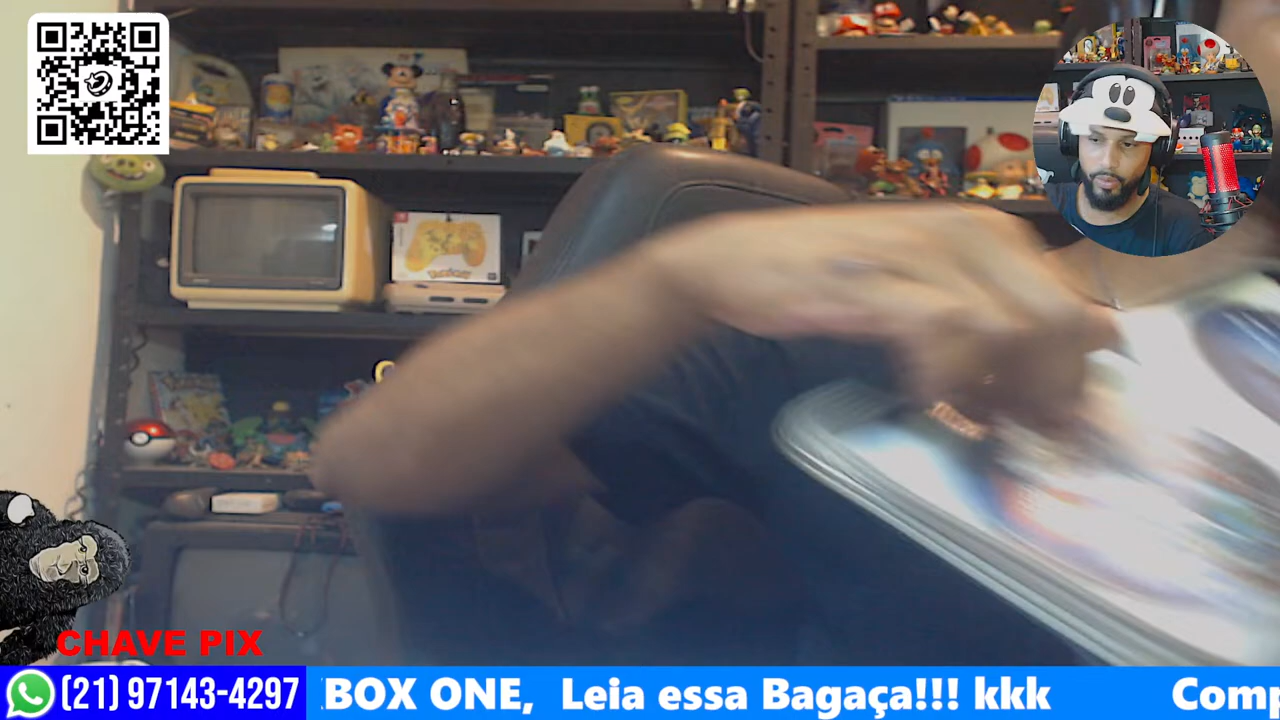 CHAVE PIX
(21) 97143-4297
BOX ONE, Leia essa Bagaça!!! kkk
Comp